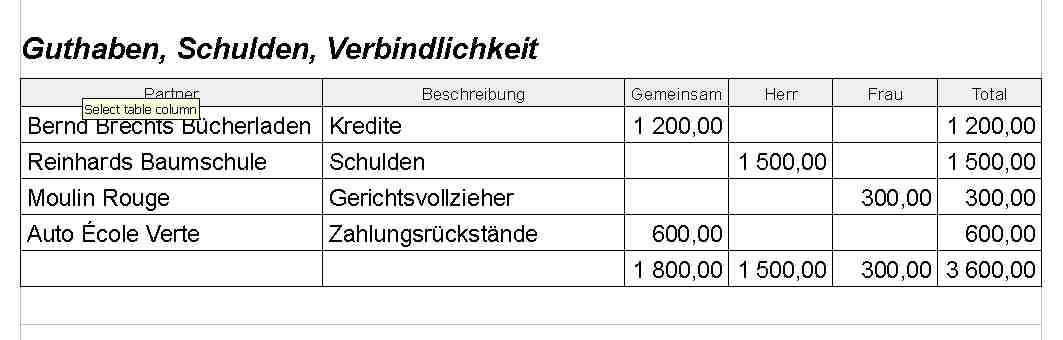 Guthaben, Schulden, Verbindlichkeit
Partner Beschreibung Gemeinsam Herr Frau Total
Select table column
Bernd Brechts Bücherladen Kredite 1 200,00 1 200,00
Reinhards Baumschule Schulden 1 500,00 1 500,00
Moulin Rouge Gerichtsvollzieher 300,00 300,00
Auto École Verte Zahlungsrückstände 600,00 600,00
1 800,00 1 500,00 300,00 3 600,00